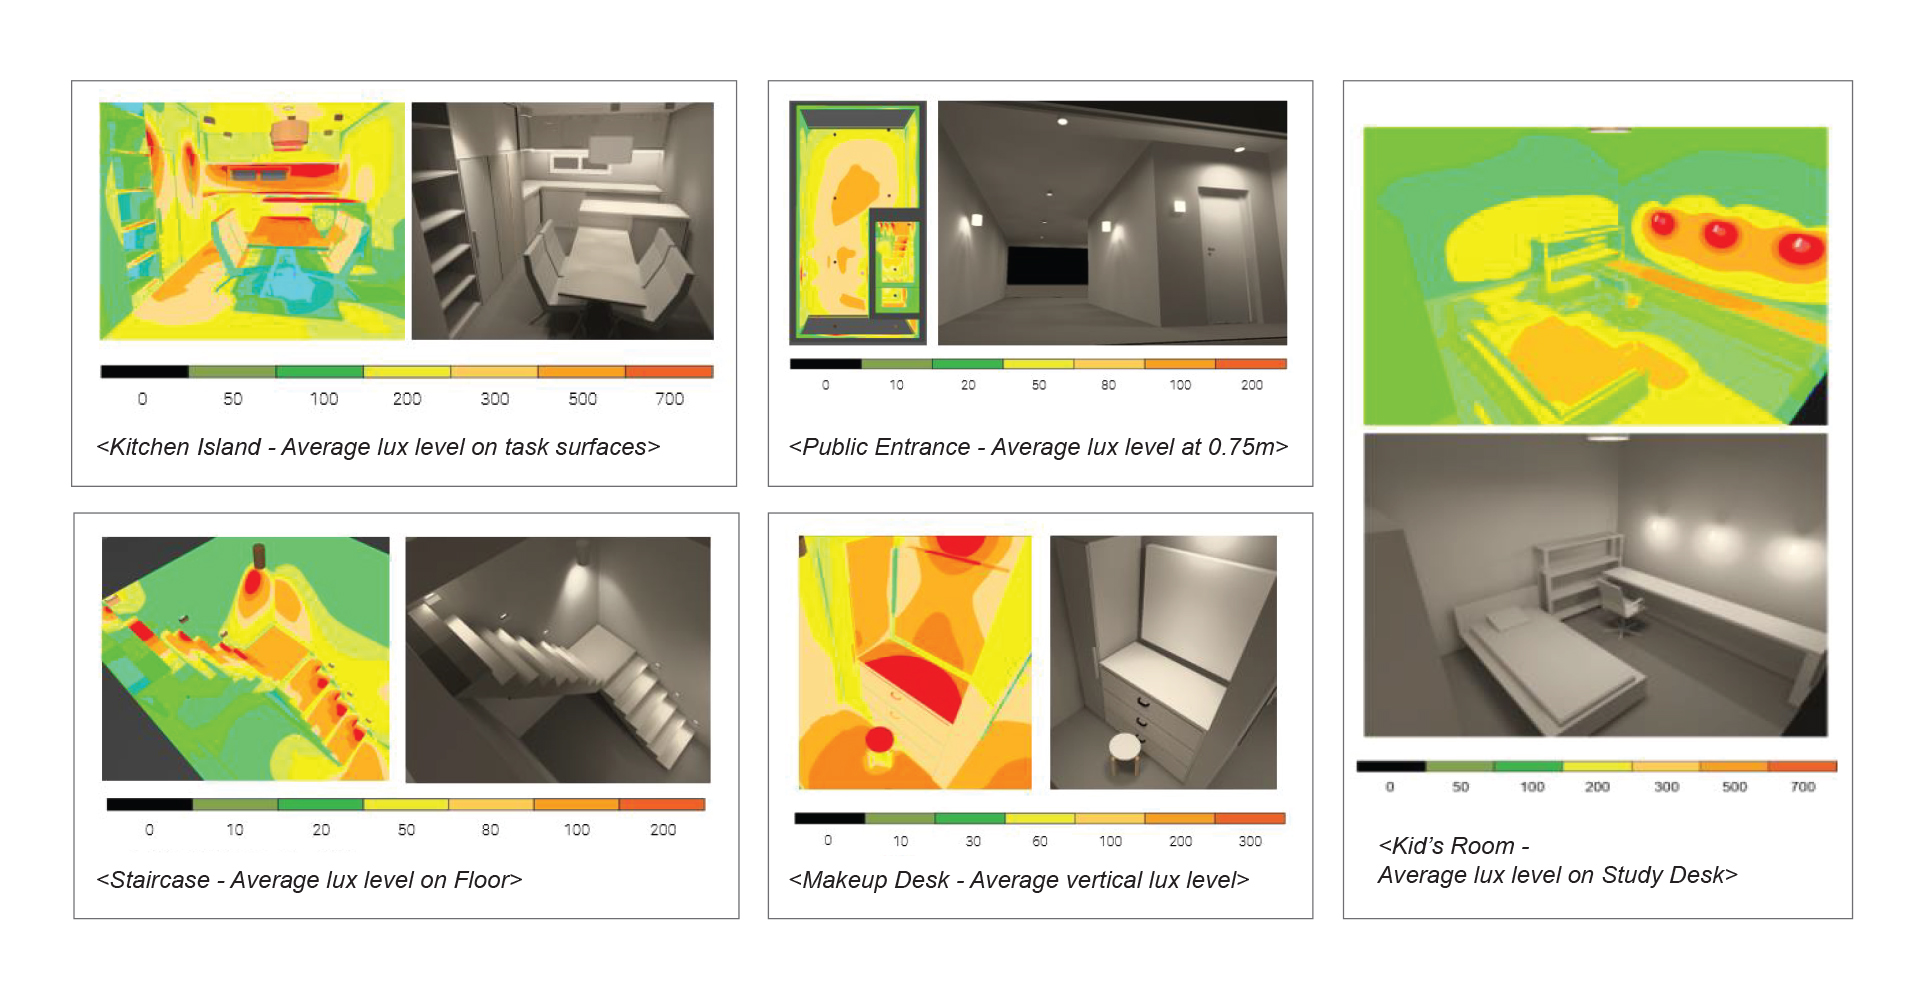 0 50 100 200 300 500 700
<Kitchen Island - Average lux level on task surfaces>
0 10 20 50 80 100 200
<Public Entrance - Average lux level at 0.75m>
0 10 20 50 80 100 200
<Staircase - Average lux level on Floor>
0 10 30 60 100 200 300
<Makeup Desk - Average vertical lux level>
0 50 100 200 300 500 700
<Kid’s Room -
Average lux level on Study Desk>